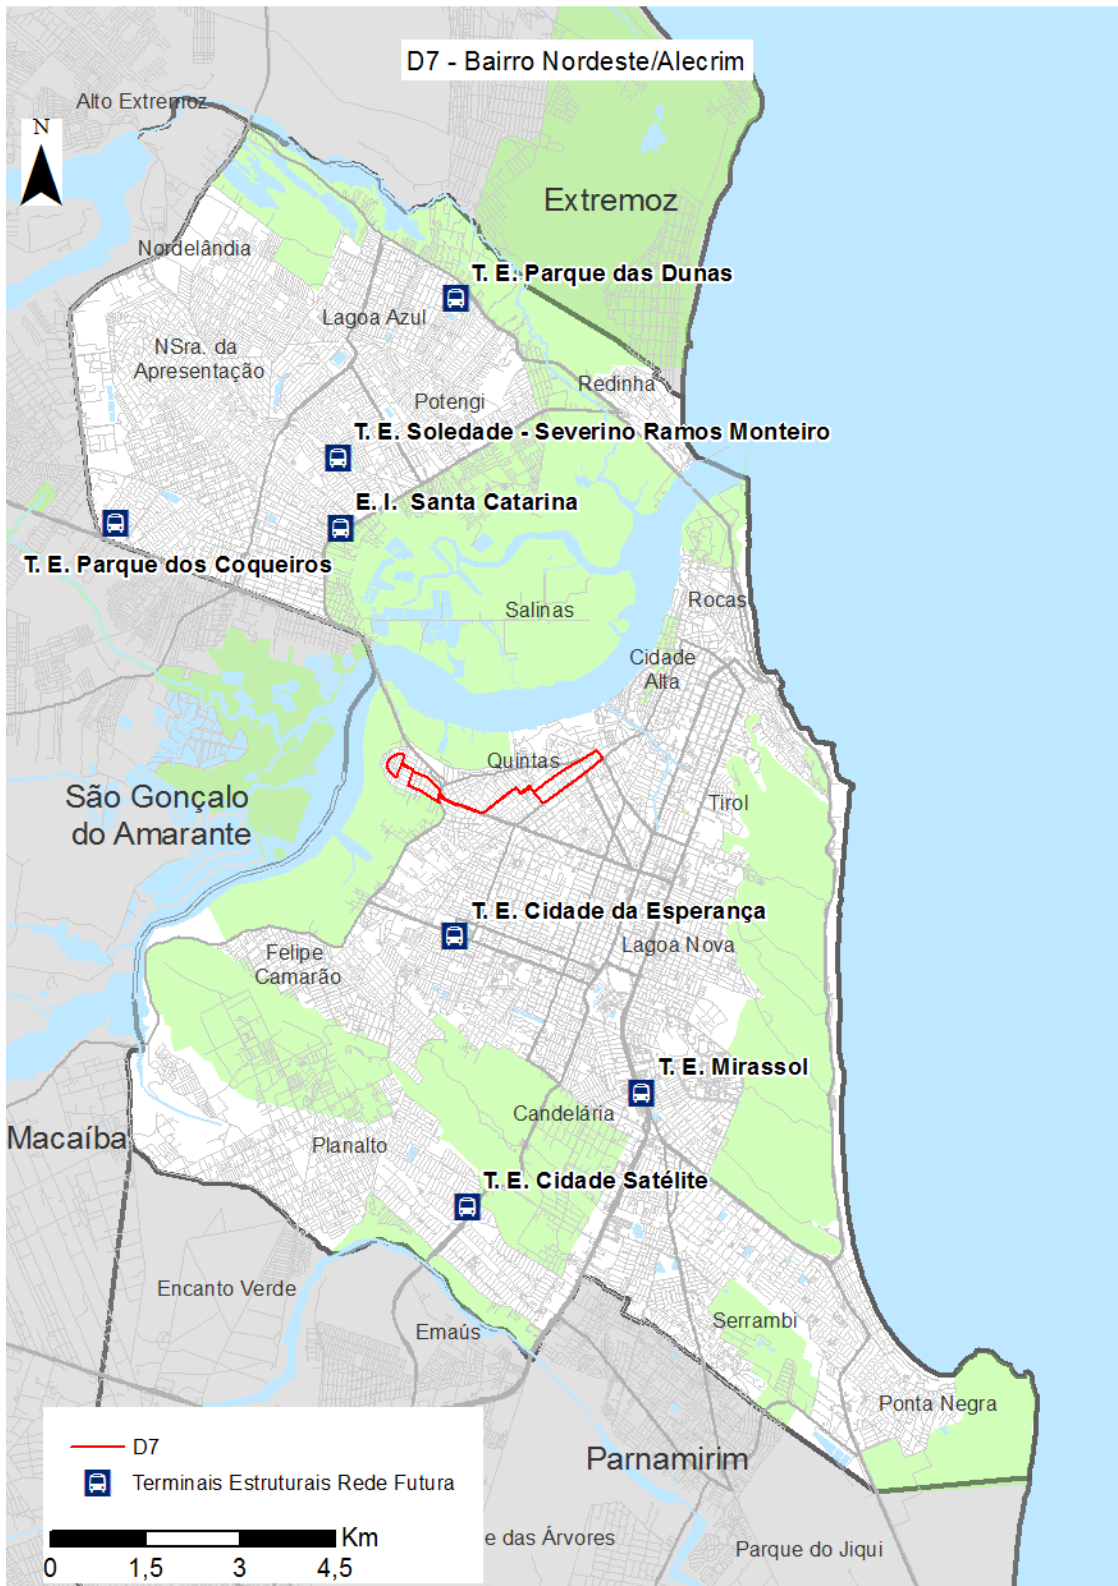 D7 - Bairro Nordeste/Alecrim
Alto Extremoz
N
Extremoz
Nordelândia
T. E. Parque das Dunas
Lagoa Azul
NSra. da
Apresentação
Redinha
Potengi
T. E. Soledade - Severino Ramos Monteiro
E. I. Santa Catarina
T. E. Parque dos Coqueiros
Salinas
Rocas
Cidade
Alta
Quintas
São Gonçalo
do Amarante
Tirol
T. E. Cidade da Esperança
Lagoa Nova
Felipe
Camarão
T. E. Mirassol
Candelária
Macaíba
Planalto
T. E. Cidade Satélite
Encanto Verde
Emaús
Serrambi
Ponta Negra
Parnamirim
D7
Terminais Estruturais Rede Futura
Km
0 1,5 3 4,5
e das Árvores
Parque do Jiqui